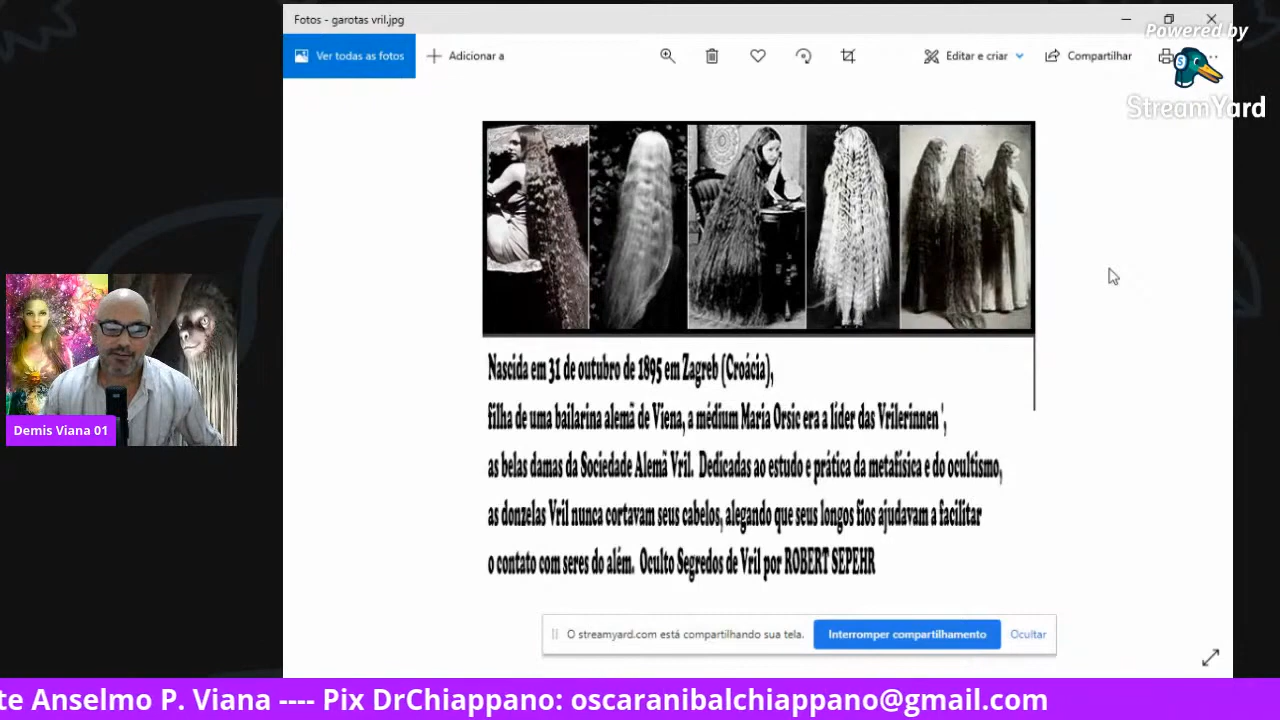 Fotos - garotas vril.jpg
Powered by
StreamYard
Ver todas as fotos
Adicionar a
Editar e criar
Compartilhar
Nascida em 31 de outubro de 1895 em Zagreb (Croácia),
filha de uma bailarina alemã de Viena, a médium Maria Orsic era a líder das Vrilerinnen',
as belas damas da Sociedade Alemã Vril. Dedicadas ao estudo e prática da metafísica e do ocultismo,
as donzelas Vril nunca cortavam seus cabelos, alegando que seus longos fios ajudavam a facilitar
o contato com seres do além. Oculto Segredos de Vril por ROBERT SEPEHR
Demis Viana 01
O streamyard.com está compartilhando sua tela.
Interromper compartilhamento
Ocultar
te Anselmo P. Viana ---- Pix DrChiappano: oscaranibalchiappano@gmail.com